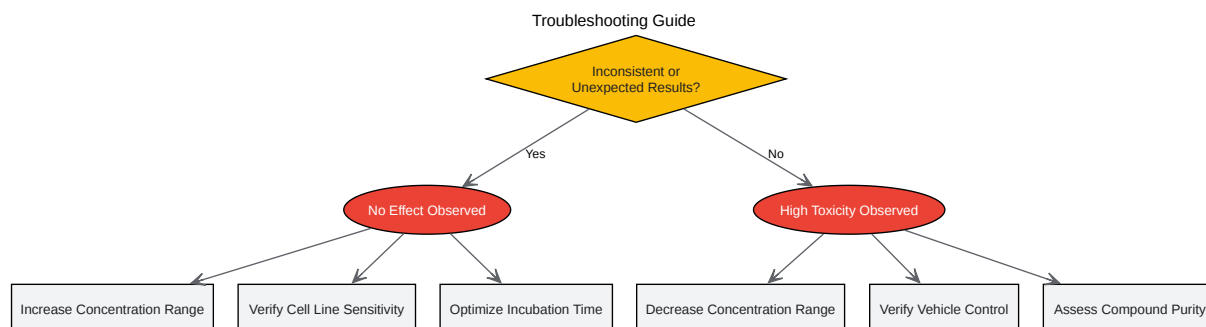 Troubleshooting Guide
Inconsistent or
Unexpected Results?
Yes
No
No Effect Observed
High Toxicity Observed
Increase Concentration Range
Verify Cell Line Sensitivity
Optimize Incubation Time
Decrease Concentration Range
Verify Vehicle Control
Assess Compound Purity